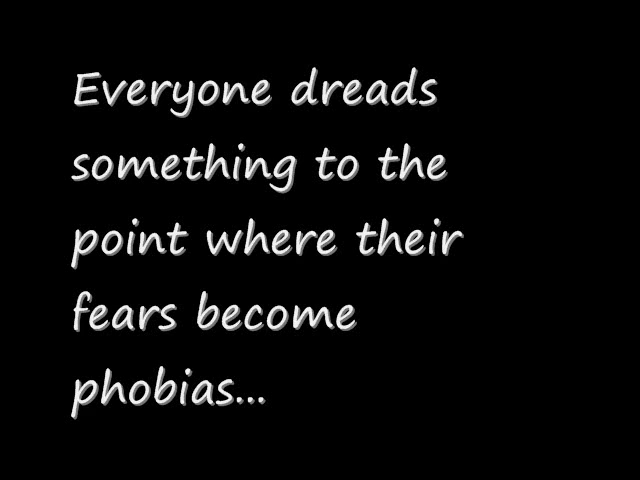 Everyone dreads
something to the
point where their
fears become
phobias...